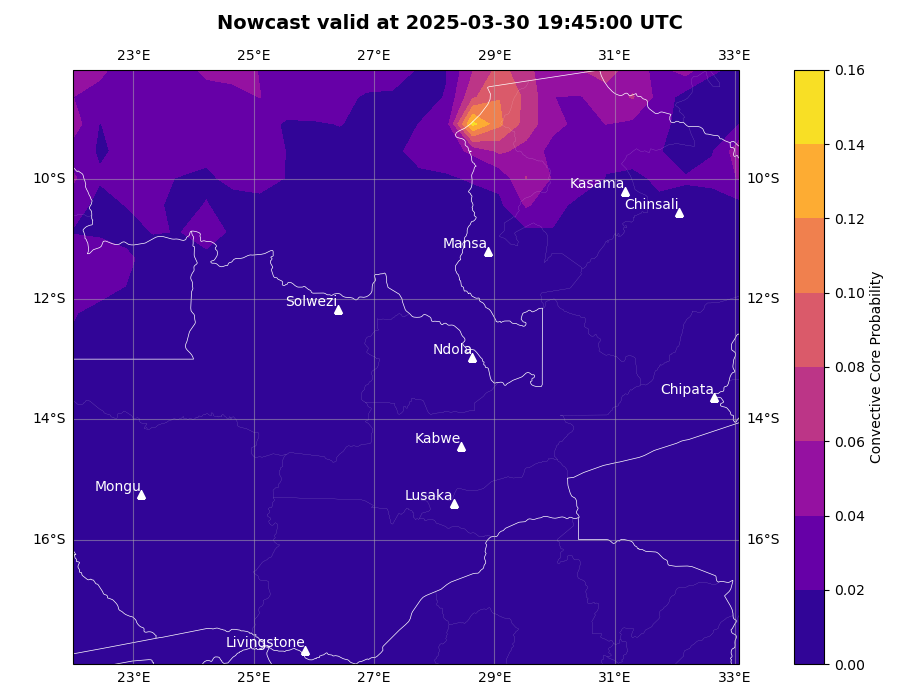 Nowcast valid at 2025-03-30 19:45:00 UTC
23°E 25°E 27°E 29°E 31°E 33°E
0.16
0.14
0.12
0.10
0.08
0.06
0.04
0.02
0.00
Convective Core Probability
10°S 10°S
12°S 12°S
14°S 14°S
16°S 16°S
Kasama
Chinsali
Mansa
Solwezi
Ndola
Chipata
Kabwe
Mongu
Lusaka
Livingstone
23°E 25°E 27°E 29°E 31°E 33°E